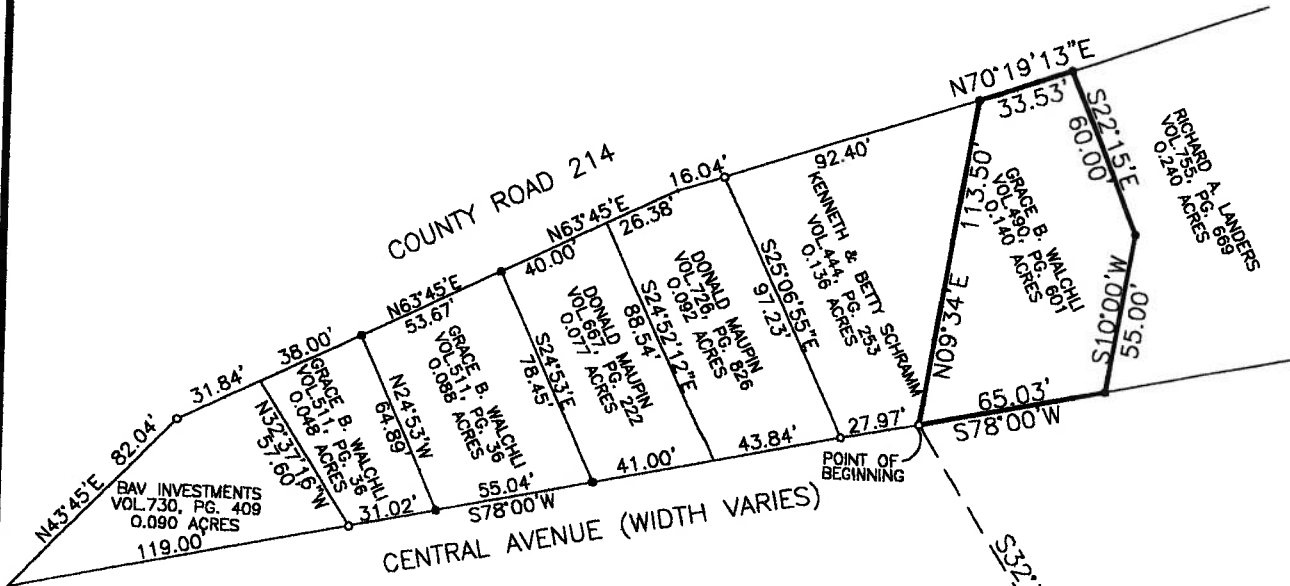 N70°19'13"E
33.53'
S22°15'E
60.00'
RICHARD A. LANDERS
VOL.755, PG. 669
0.240 ACRES
COUNTY ROAD 214
16.04'
92.40'
KENNETH & BETTY SCHRAMM
VOL.444, PG. 253
0.136 ACRES
113.50'
N09°34'E
GRACE B. WALCHLI
VOL.490, PG. 601
0.140 ACRES
S10°00'W
55.00'
N63°45'E
26.38'
40.00'
DONALD MAUPIN
VOL.726, PG. 826
0.092 ACRES
S25°06'55"E
97.23'
N63°45'E
53.67'
DONALD MAUPIN
VOL.667, PG. 222
0.077 ACRES
S24°52'12"E
88.54'
38.00'
31.84'
GRACE B. WALCHLI
VOL.511, PG. 36
0.088 ACRES
S24°53'E
78.45'
GRACE B. WALCHLI
VOL.511, PG. 36
0.048 ACRES
N24°53'W
64.89'
N32°37'16"W
57.60'
N43°45'E 82.04'
BAV INVESTMENTS
VOL.730, PG. 409
0.090 ACRES
119.00'
31.02'
55.04'
S78°00'W
41.00'
43.84'
27.97'
65.03'
S78°00'W
POINT OF
BEGINNING
CENTRAL AVENUE (WIDTH VARIES)
S32°